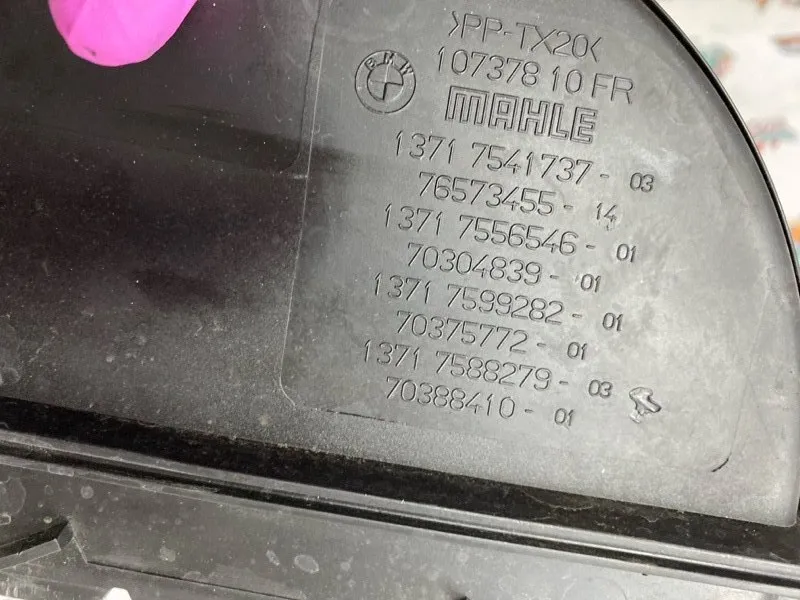 >PP-TX20<
BMW
107378 10 FR
MAHLE
1371 7541737- 03
76573455- 14
1371 7556546- 01
70304839- 01
1371 7599282- 01
70375772- 01
1371 7588279- 03
70388410- 01